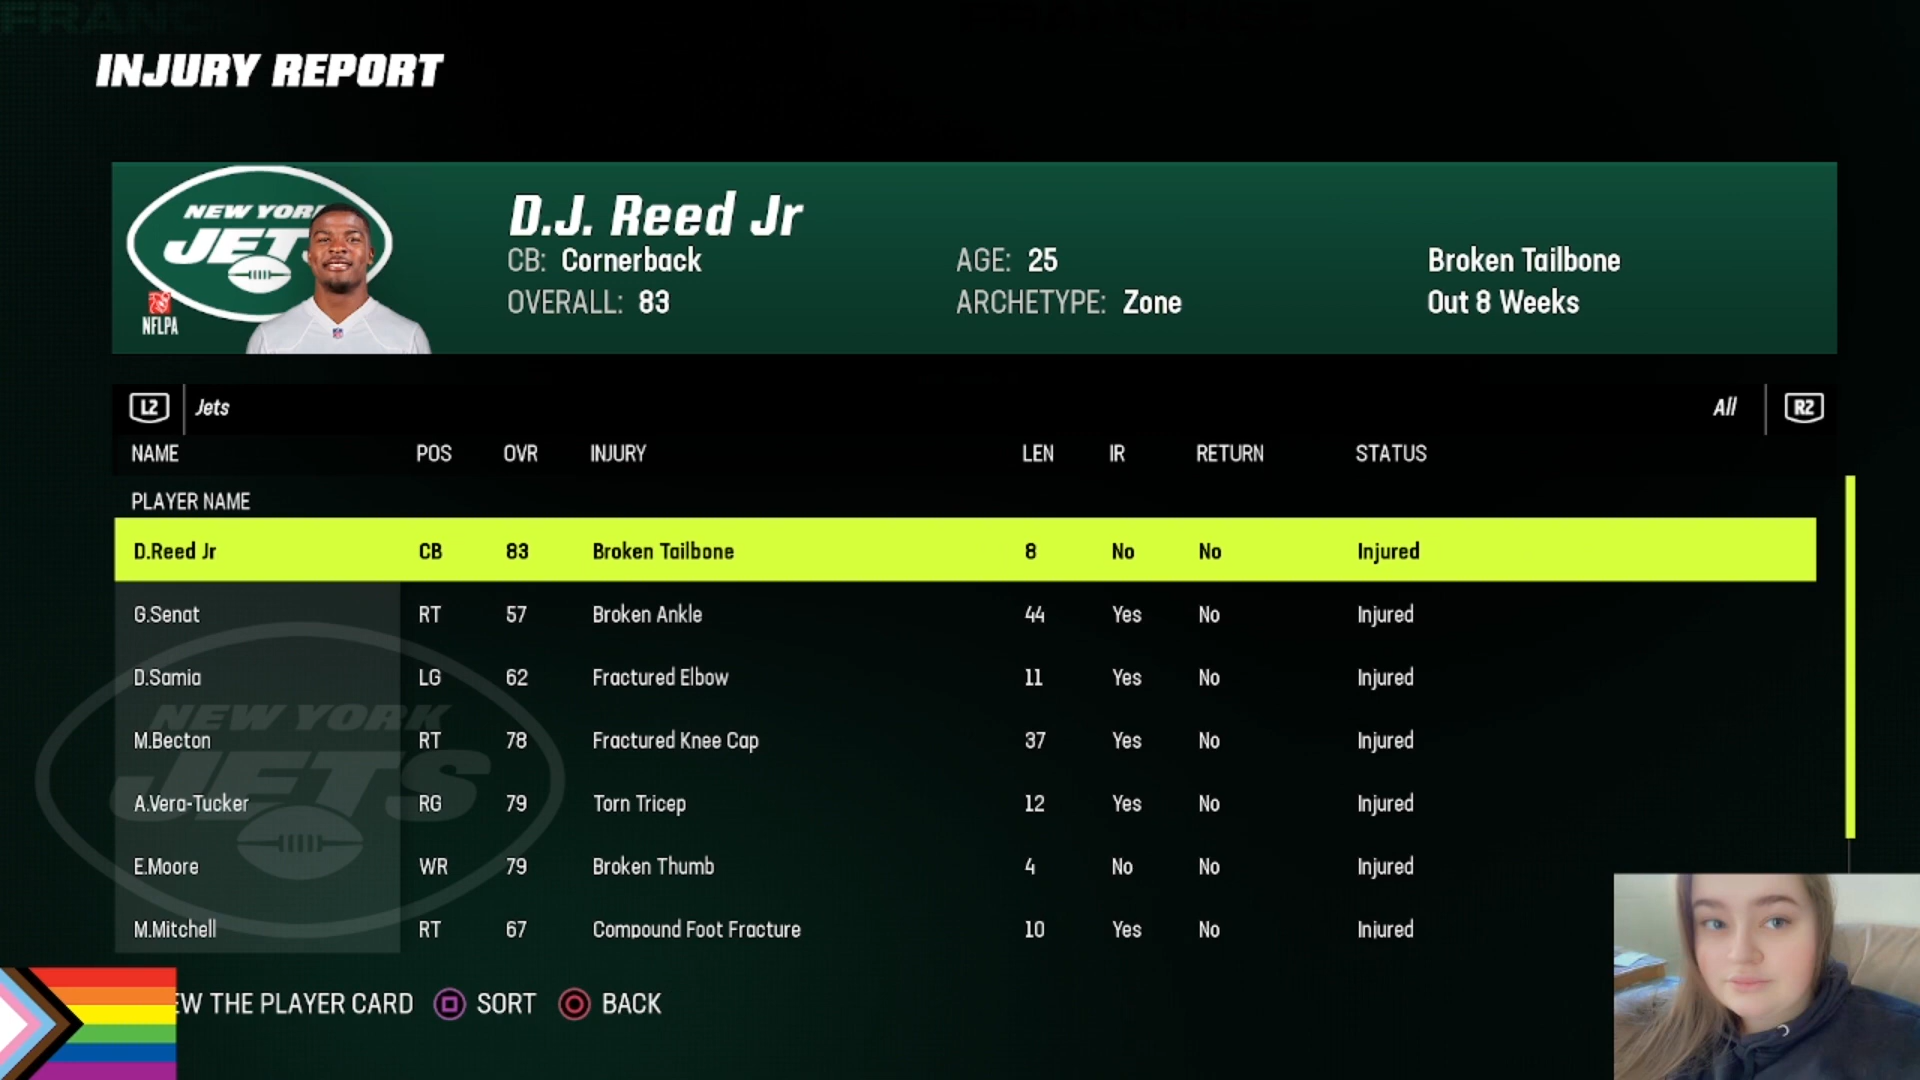 INJURY REPORT
NEW YORK
JETS
NFLPA
D.J. Reed Jr
CB: Cornerback
AGE: 25
Broken Tailbone
OVERALL: 83
ARCHETYPE: Zone
Out 8 Weeks
L2 Jets All R2
NAME POS OVR INJURY LEN IR RETURN STATUS
PLAYER NAME
D.Reed Jr CB 83 Broken Tailbone 8 No No Injured
G.Senat RT 57 Broken Ankle 44 Yes No Injured
D.Samia LG 62 Fractured Elbow 11 Yes No Injured
NEW YORK
M.Becton RT 78 Fractured Knee Cap 37 Yes No Injured
JETS
A.Vera-Tucker RG 79 Torn Tricep 12 Yes No Injured
E.Moore WR 79 Broken Thumb 4 No No Injured
M.Mitchell RT 67 Compound Foot Fracture 10 Yes No Injured
EW THE PLAYER CARD SORT BACK